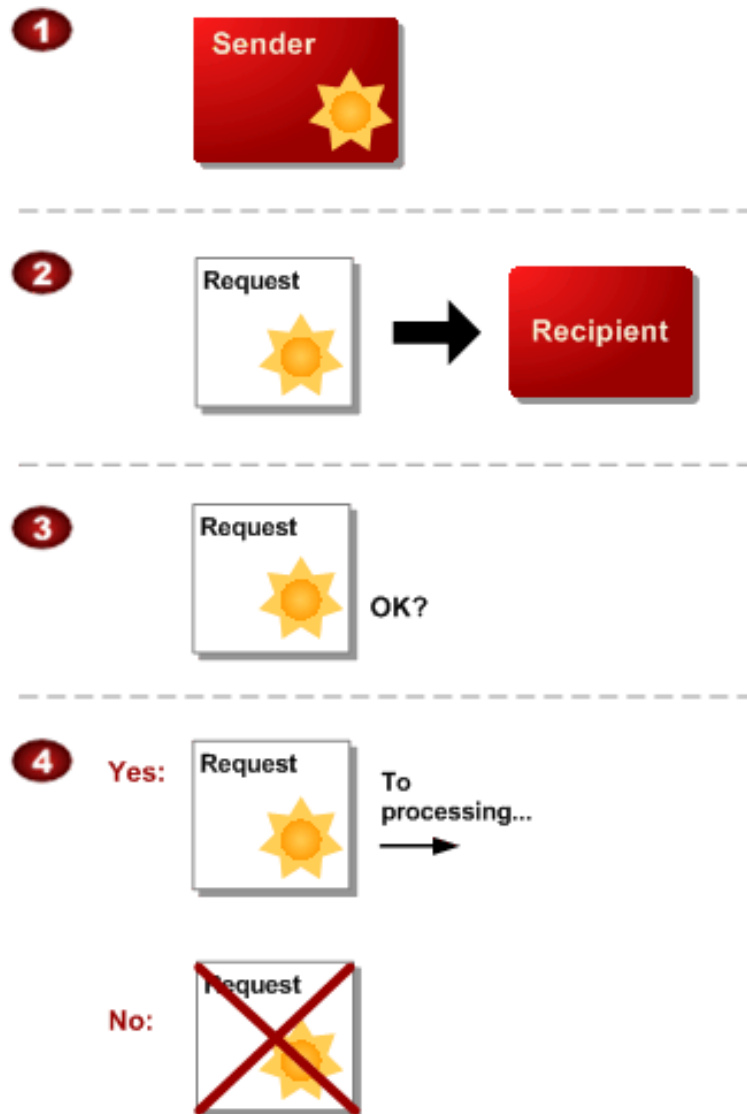 1
Sender
2
Request
Recipient
3
Request
OK?
4
Yes:
Request
To
processing...
No:
Request